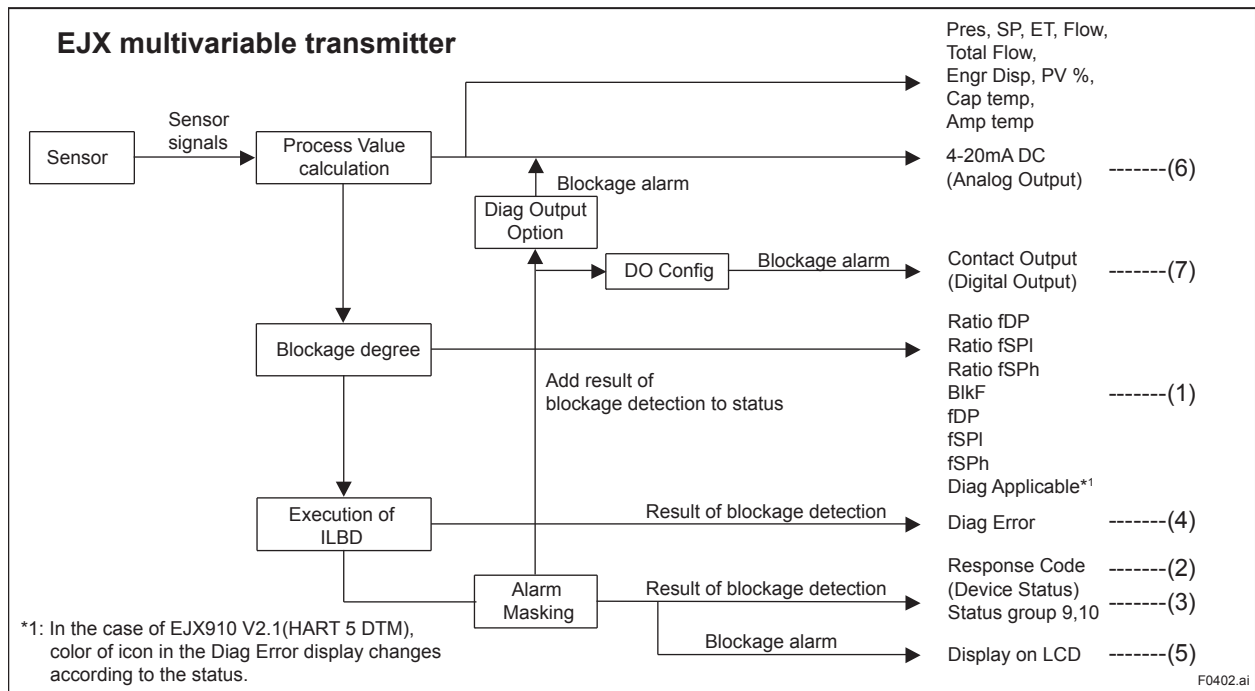 EJX multivariable transmitter
Pres, SP, ET, Flow,
Total Flow,
Engr Disp, PV %,
Cap temp,
Amp temp
Sensor
signals
Sensor
Process Value
calculation
4-20mA DC
(Analog Output)
-------(6)
Blockage alarm
Diag Output
Option
DO Config
Blockage alarm
Contact Output
(Digital Output)
-------(7)
Blockage degree
Ratio fDP
Ratio fSPl
Ratio fSPh
BlkF
fDP
fSPl
fSPh
Diag Applicable*1
-------(1)
Add result of
blockage detection to status
Execution of
ILBD
Result of blockage detection
Diag Error
-------(4)
Alarm
Masking
Result of blockage detection
Response Code
(Device Status)
Status group 9,10
-------(2)
-------(3)
Blockage alarm
Display on LCD
-------(5)
*1: In the case of EJX910 V2.1(HART 5 DTM),
color of icon in the Diag Error display changes
according to the status.
F0402.ai